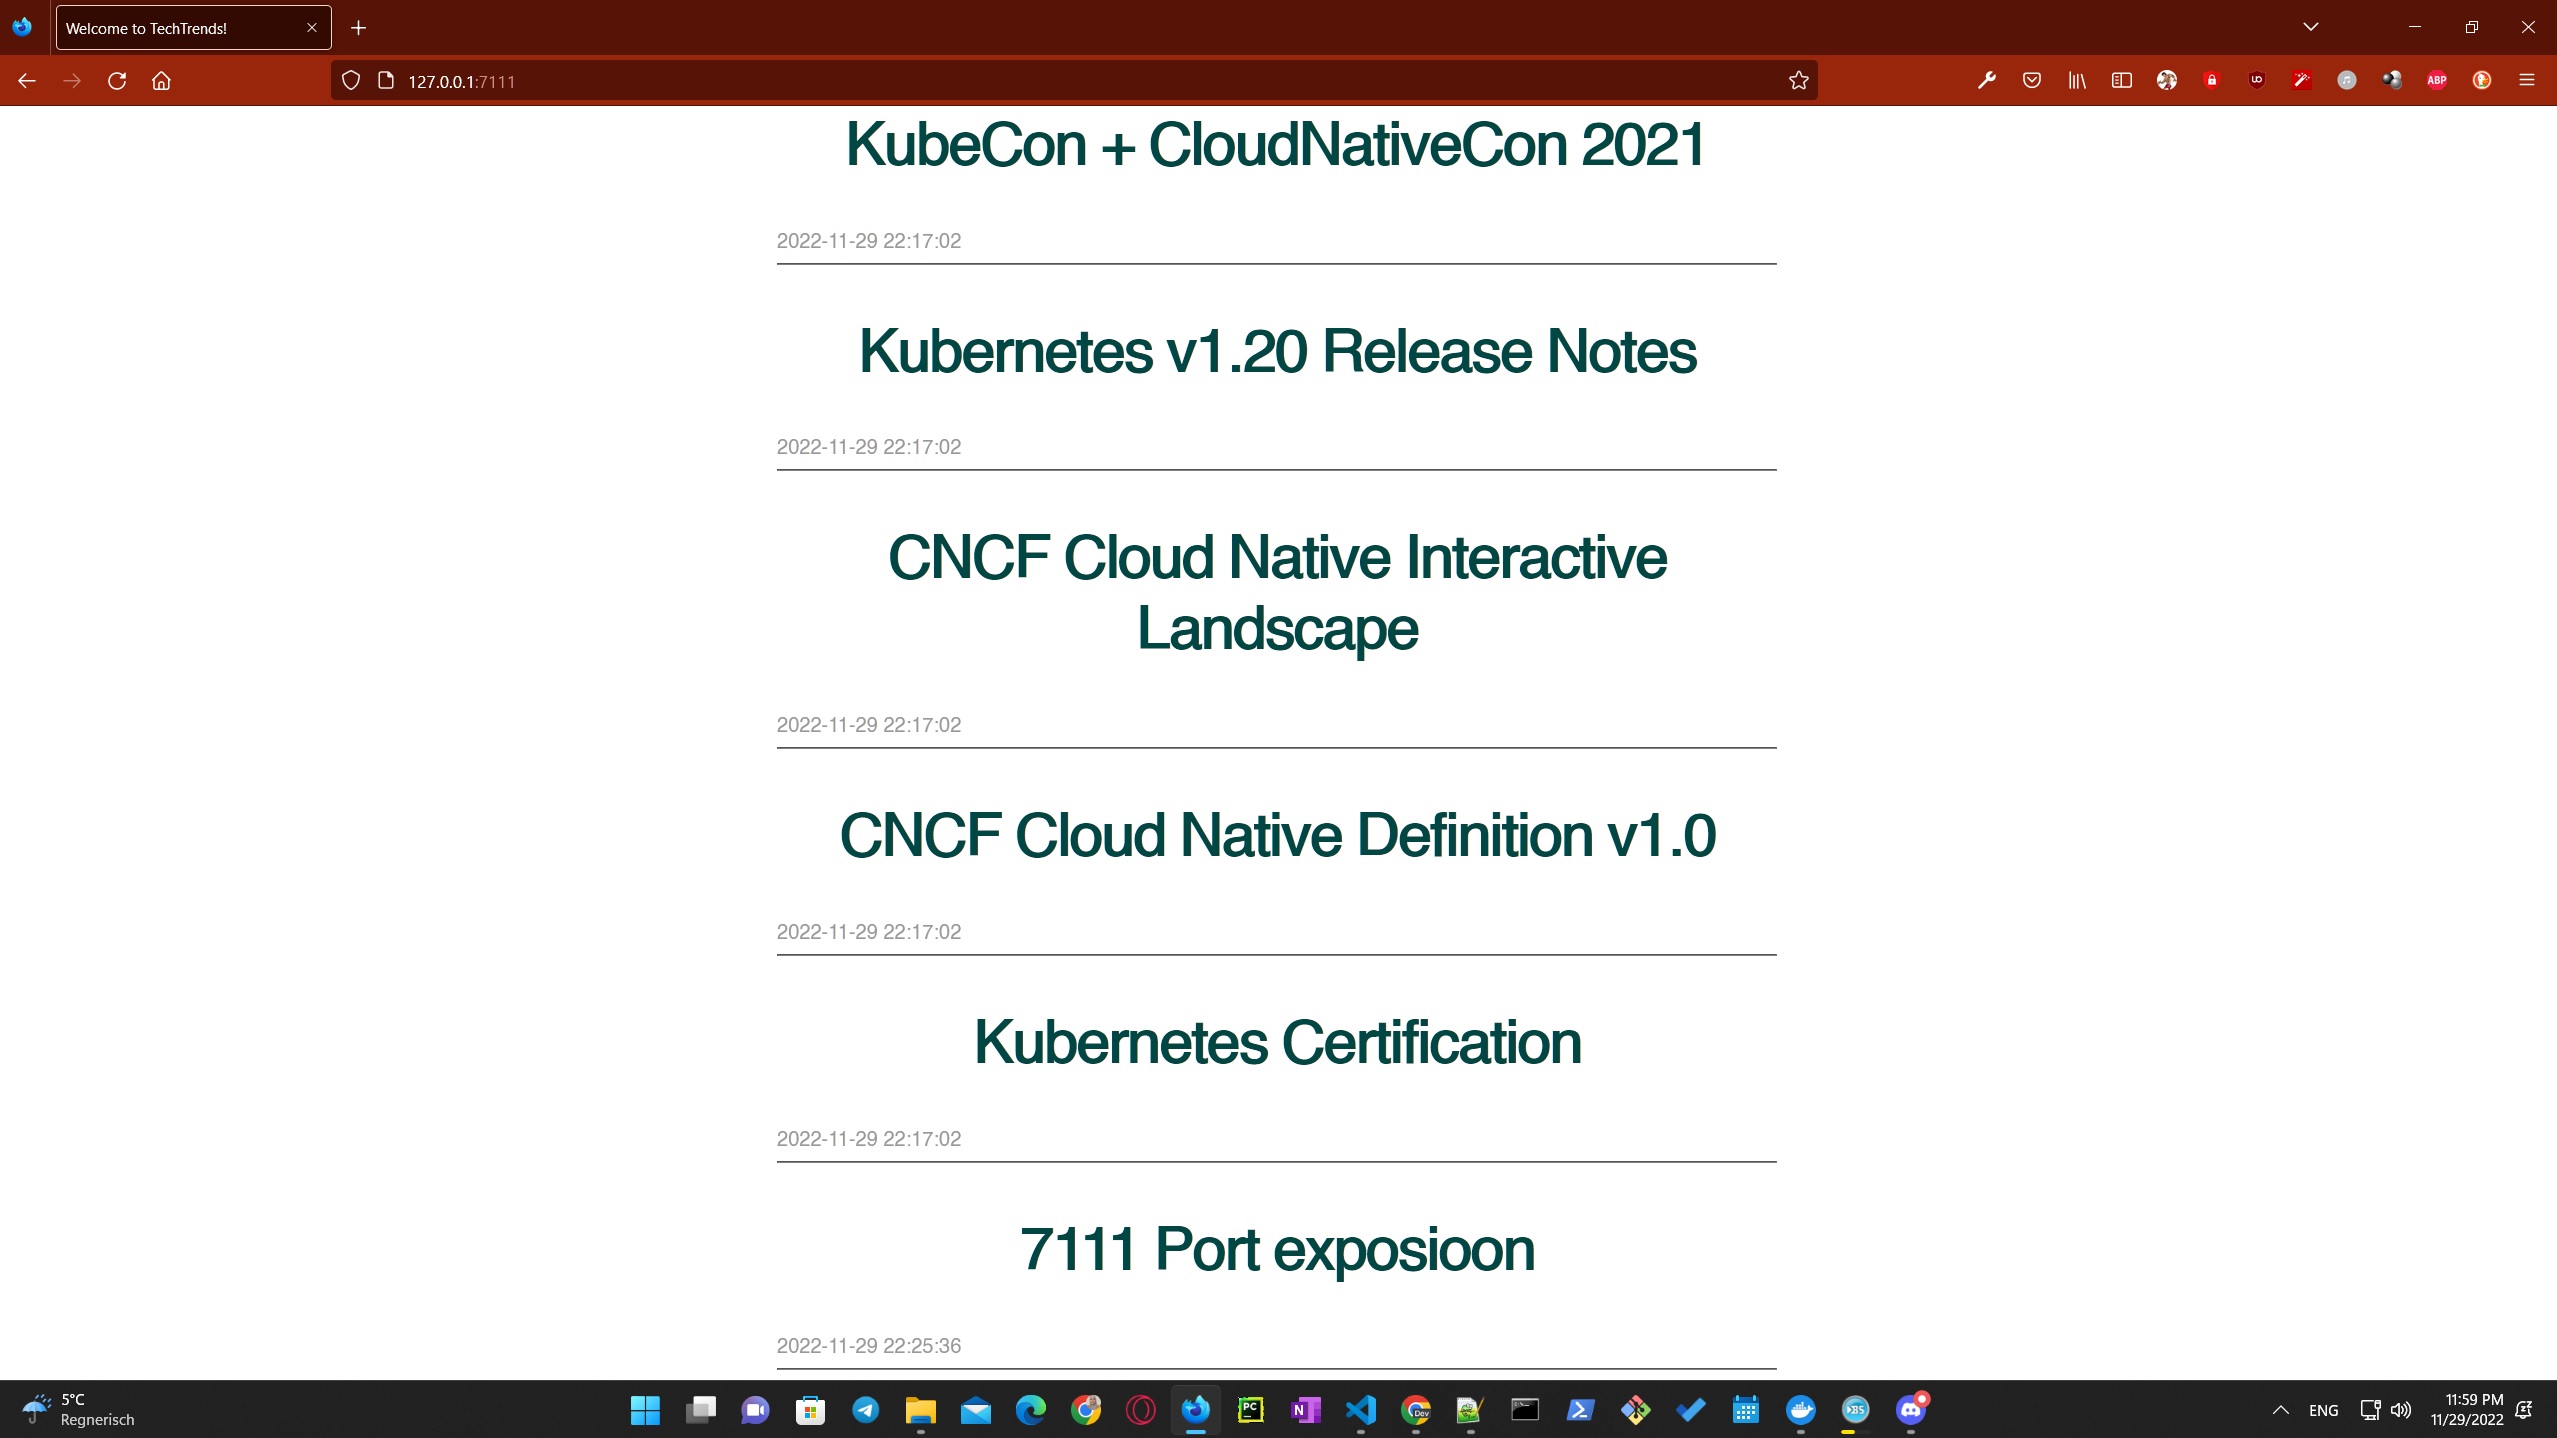 Welcome to TechTrends!
127.0.0.1:7111
KubeCon + CloudNativeCon 2021
2022-11-29 22:17:02
Kubernetes v1.20 Release Notes
2022-11-29 22:17:02
CNCF Cloud Native Interactive
Landscape
2022-11-29 22:17:02
CNCF Cloud Native Definition v1.0
2022-11-29 22:17:02
Kubernetes Certification
2022-11-29 22:17:02
7111 Port exposioon
2022-11-29 22:25:36
5°C
Regnerisch
ENG
11:59 PM
11/29/2022
ABP
PC
N
Dev